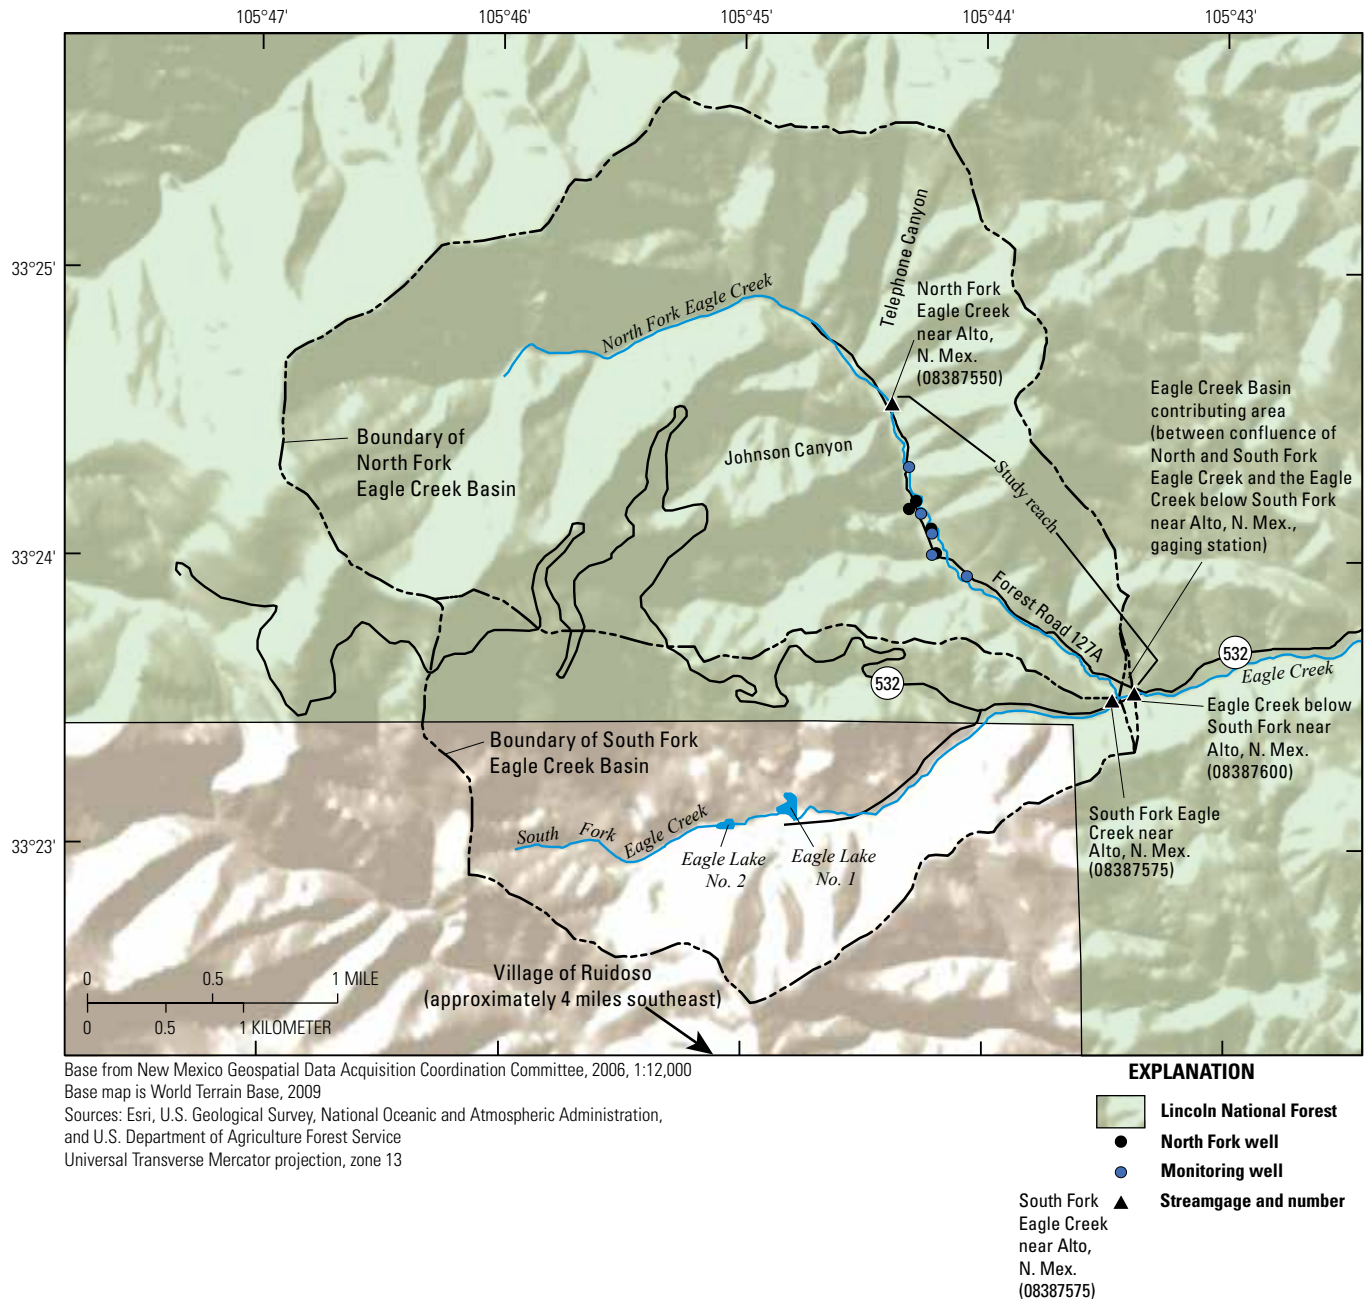 105°47'
105°46'
105°45'
105°44'
105°43'
33°25'
33°24'
33°23'
Telephone Canyon
North Fork Eagle Creek
North Fork
Eagle Creek
near Alto,
N. Mex.
(08387550)
Eagle Creek Basin
contributing area
(between confluence of
North and South Fork
Eagle Creek and the Eagle
Creek below South Fork
near Alto, N. Mex.,
gaging station)
Boundary of
North Fork
Eagle Creek Basin
Johnson Canyon
Study reach
Forest Road 127A
532
532
Eagle Creek
Eagle Creek below
South Fork near
Alto, N. Mex.
(08387600)
Boundary of South Fork
Eagle Creek Basin
South Fork Eagle Creek
Eagle Lake
No. 2
Eagle Lake
No. 1
South Fork Eagle
Creek near
Alto, N. Mex.
(08387575)
Village of Ruidoso
(approximately 4 miles southeast)
0 0.5 1 MILE
0 0.5 1 KILOMETER
Base from New Mexico Geospatial Data Acquisition Coordination Committee, 2006, 1:12,000
Base map is World Terrain Base, 2009
Sources: Esri, U.S. Geological Survey, National Oceanic and Atmospheric Administration,
and U.S. Department of Agriculture Forest Service
Universal Transverse Mercator projection, zone 13
EXPLANATION
Lincoln National Forest
North Fork well
Monitoring well
Streamgage and number
South Fork
Eagle Creek
near Alto,
N. Mex.
(08387575)